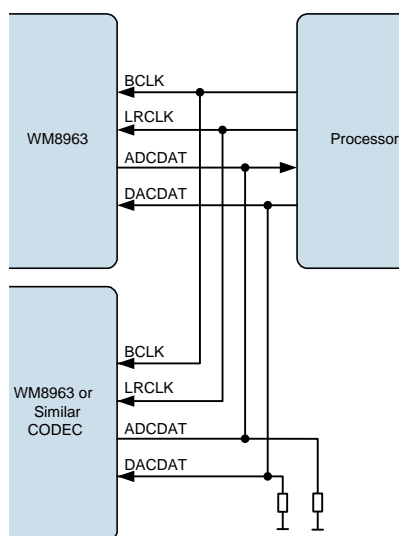 BCLK
LRCLK
WM8963
Processor
ADCDAT
DACDAT
BCLK
LRCLK
WM8963 or
Similar
CODEC
ADCDAT
DACDAT